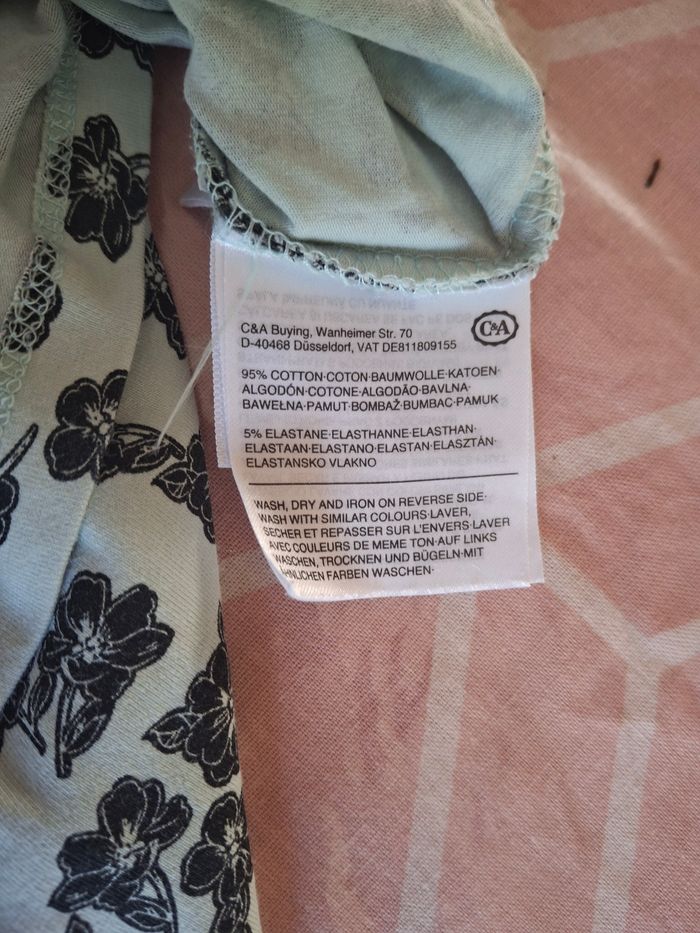 C&A Buying, Wanheimer Str. 70
D-40468 Düsseldorf, VAT DE811809155
C&A
95% COTTON·COTON·BAUMWOLLE·KATOEN·
ALGODÓN·COTONE·ALGODÃO·BAVLNA·
BAWEŁNA·PAMUT·BOMBAŽ·BUMBAC·PAMUK
5% ELASTANE·ELASTHANNE·ELASTHAN·
ELASTAAN·ELASTANO·ELASTAN·ELASZTÁN·
ELASTANSKO VLAKNO
WASH, DRY AND IRON ON REVERSE SIDE·
WASH WITH SIMILAR COLOURS·LAVER,
SECHER ET REPASSER SUR L'ENVERS·LAVER
AVEC COULEURS DE MEME TON·AUF LINKS
WASCHEN, TROCKNEN UND BÜGELN·MIT
HNLICHEN FARBEN WASCHEN·